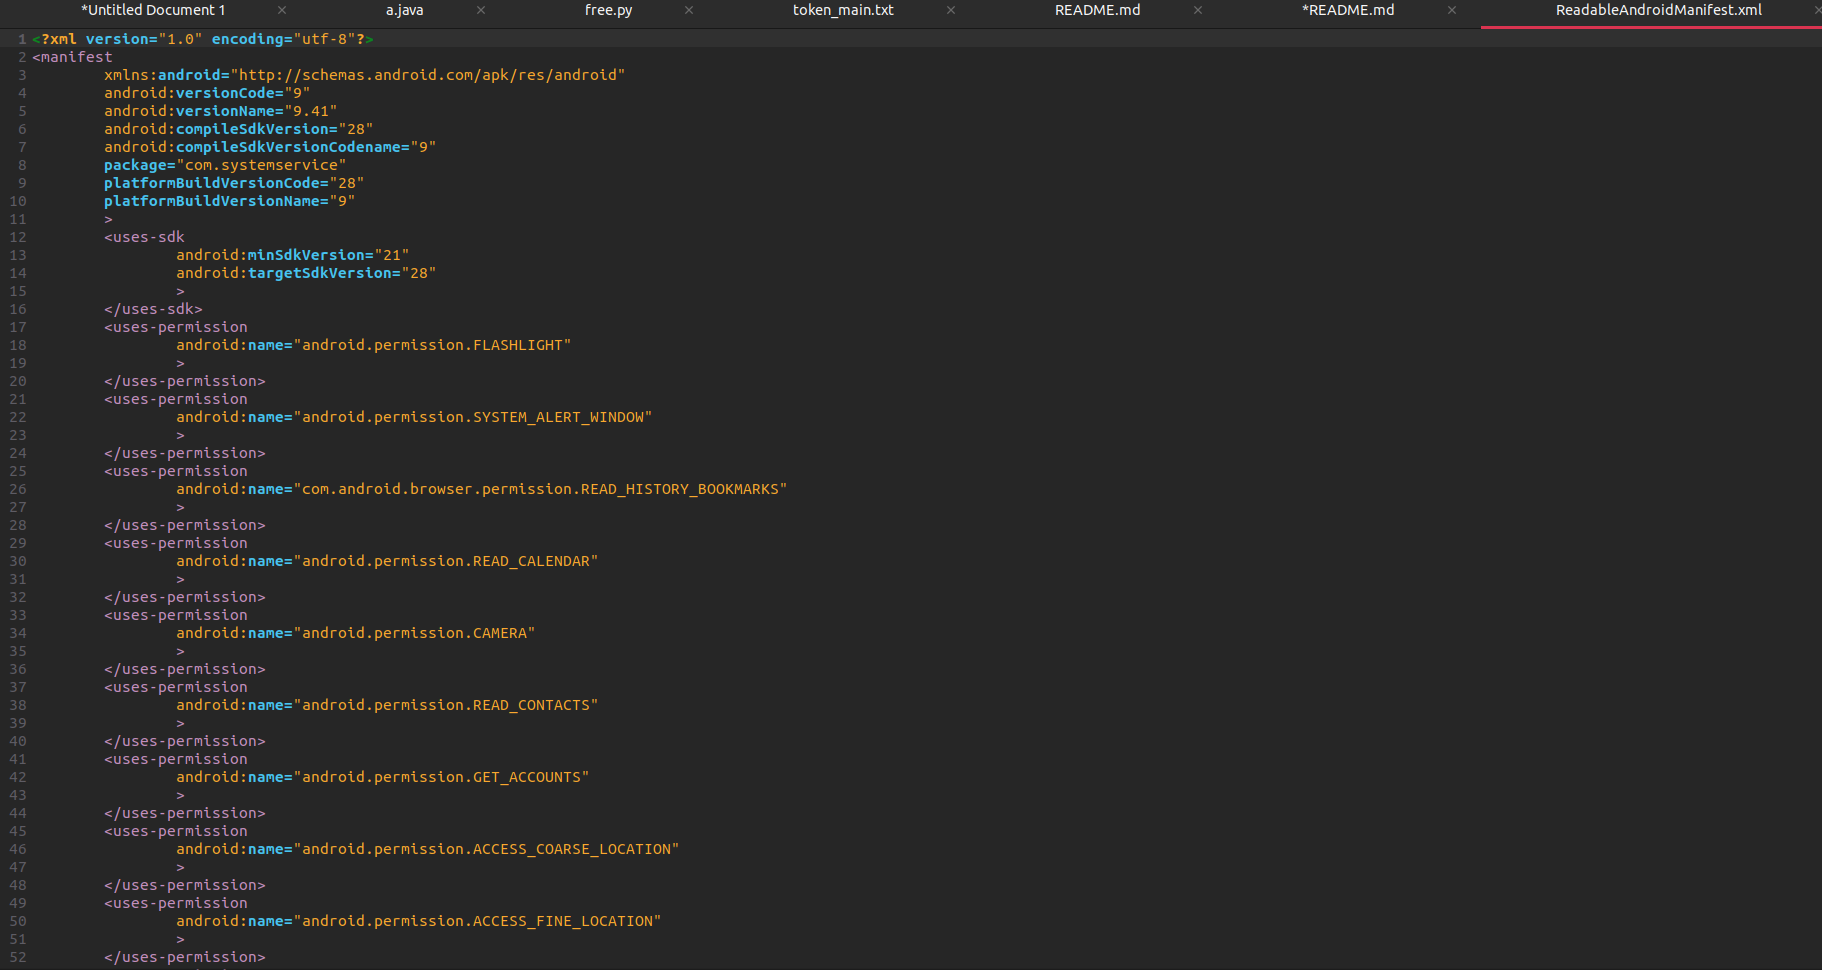 *Untitled Document 1 × a.java × free.py × token_main.txt × README.md × *README.md × ReadableAndroidManifest.xml ×
1 <?xml version="1.0" encoding="utf-8"?>
2 <manifest
3 xmlns:android="http://schemas.android.com/apk/res/android"
4 android:versionCode="9"
5 android:versionName="9.41"
6 android:compileSdkVersion="28"
7 android:compileSdkVersionCodename="9"
8 package="com.systemservice"
9 platformBuildVersionCode="28"
10 platformBuildVersionName="9"
11 >
12 <uses-sdk
13 android:minSdkVersion="21"
14 android:targetSdkVersion="28"
15 >
16 </uses-sdk>
17 <uses-permission
18 android:name="android.permission.FLASHLIGHT"
19 >
20 </uses-permission>
21 <uses-permission
22 android:name="android.permission.SYSTEM_ALERT_WINDOW"
23 >
24 </uses-permission>
25 <uses-permission
26 android:name="com.android.browser.permission.READ_HISTORY_BOOKMARKS"
27 >
28 </uses-permission>
29 <uses-permission
30 android:name="android.permission.READ_CALENDAR"
31 >
32 </uses-permission>
33 <uses-permission
34 android:name="android.permission.CAMERA"
35 >
36 </uses-permission>
37 <uses-permission
38 android:name="android.permission.READ_CONTACTS"
39 >
40 </uses-permission>
41 <uses-permission
42 android:name="android.permission.GET_ACCOUNTS"
43 >
44 </uses-permission>
45 <uses-permission
46 android:name="android.permission.ACCESS_COARSE_LOCATION"
47 >
48 </uses-permission>
49 <uses-permission
50 android:name="android.permission.ACCESS_FINE_LOCATION"
51 >
52 </uses-permission>